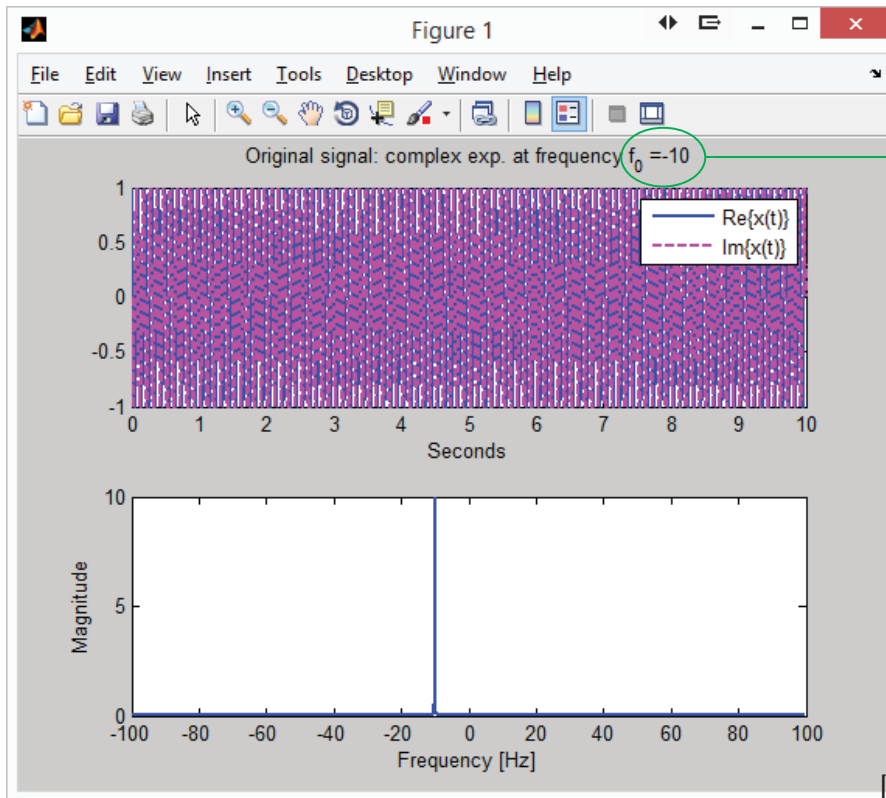 Figure 1
File Edit View Insert Tools Desktop Window Help
Original signal: complex exp. at frequency f₀ =-10
1
0.5
0
-0.5
-1
Re{x(t)}
Im{x(t)}
0 1 2 3 4 5 6 7 8 9 10
Seconds
10
5
0
Magnitude
-100 -80 -60 -40 -20 0 20 40 60 80 100
Frequency [Hz]